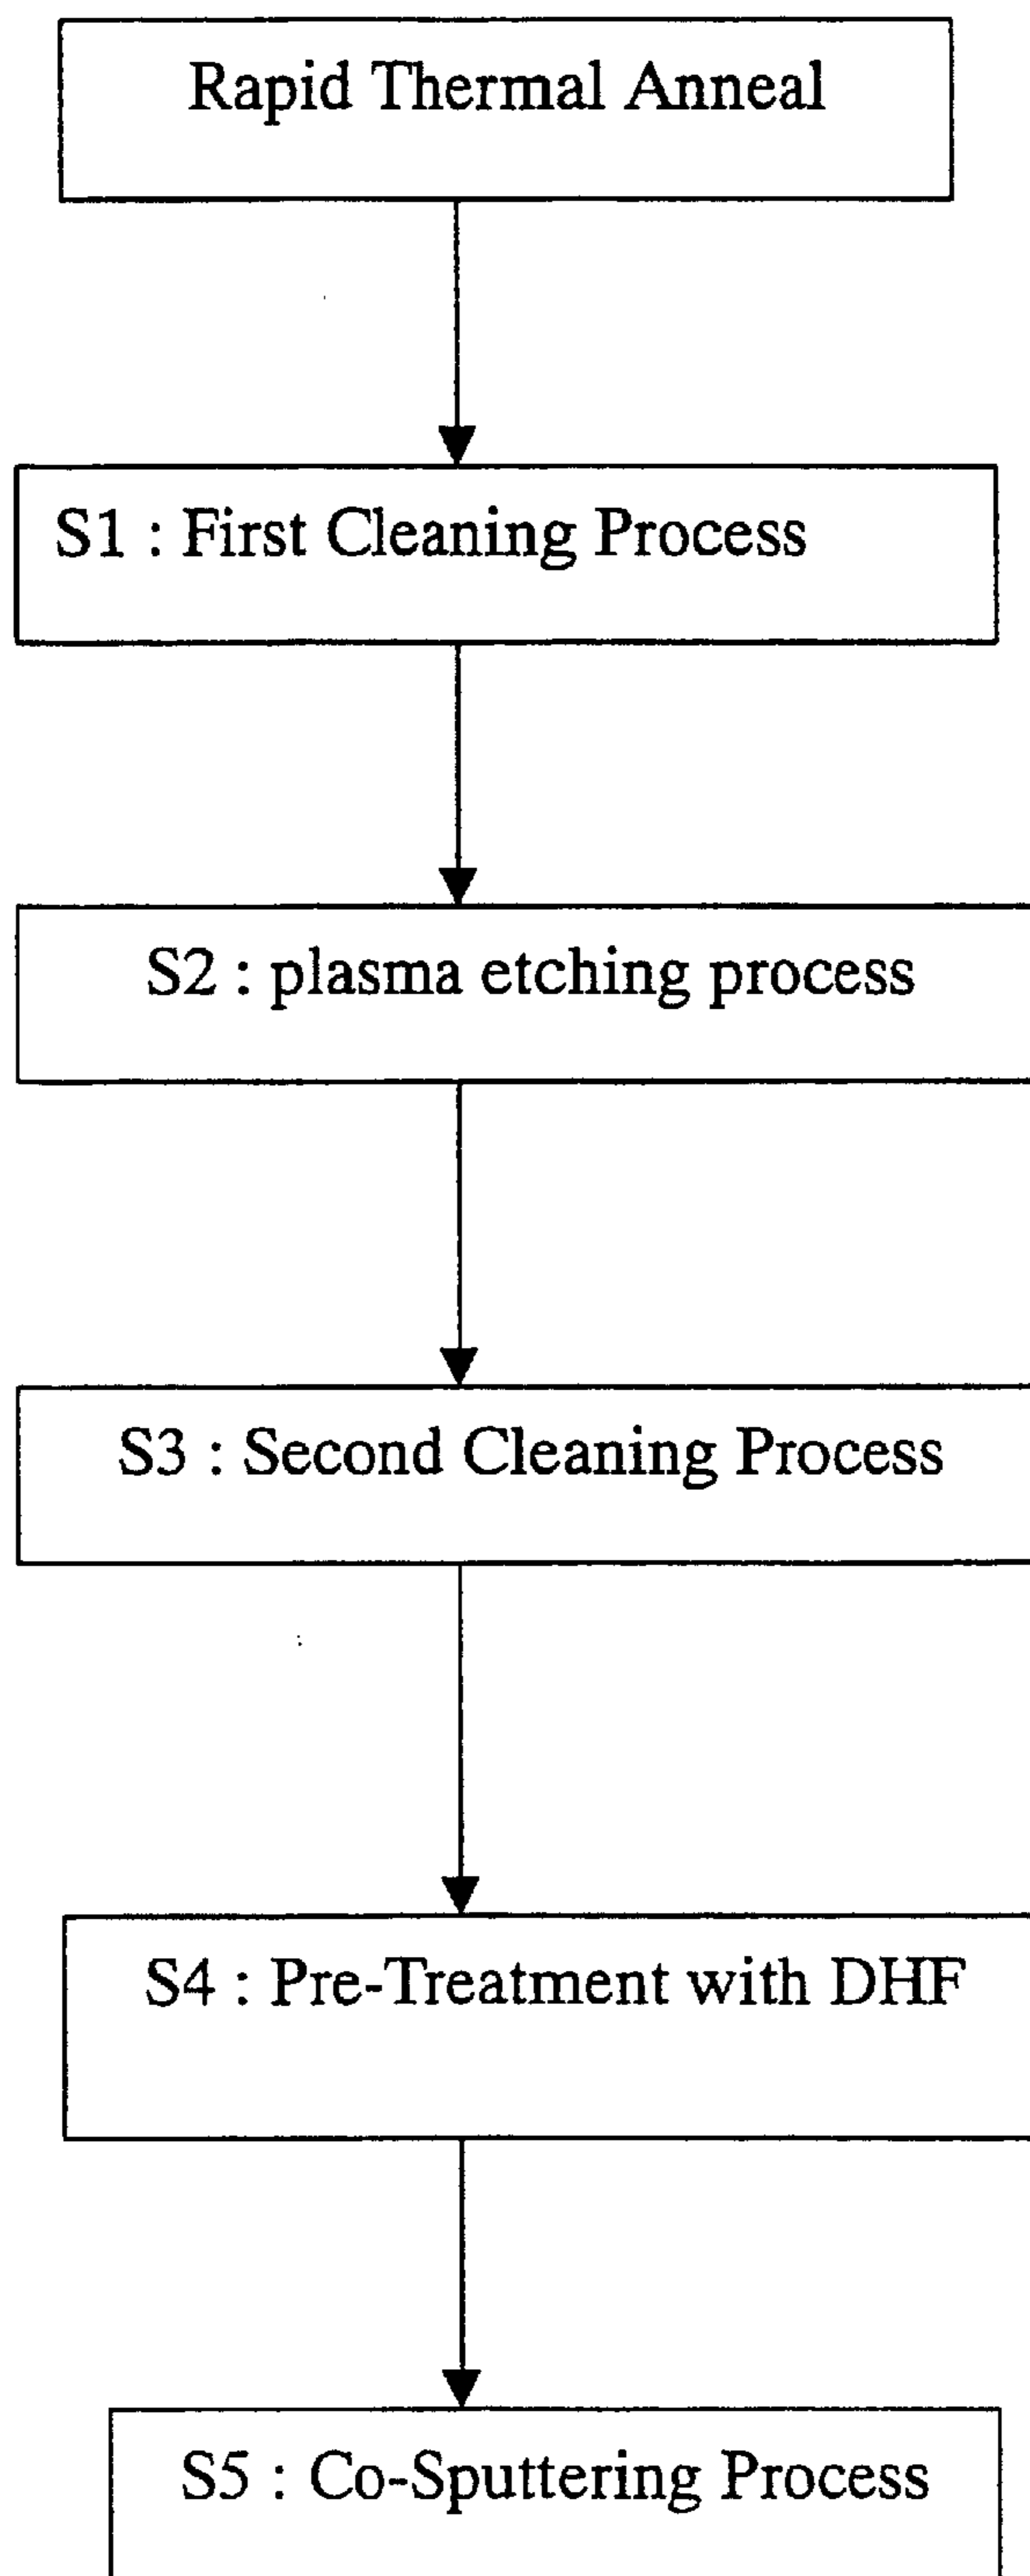 Rapid Thermal Anneal
S1 : First Cleaning Process
S2 : plasma etching process
S3 : Second Cleaning Process
S4 : Pre-Treatment with DHF
S5 : Co-Sputtering Process